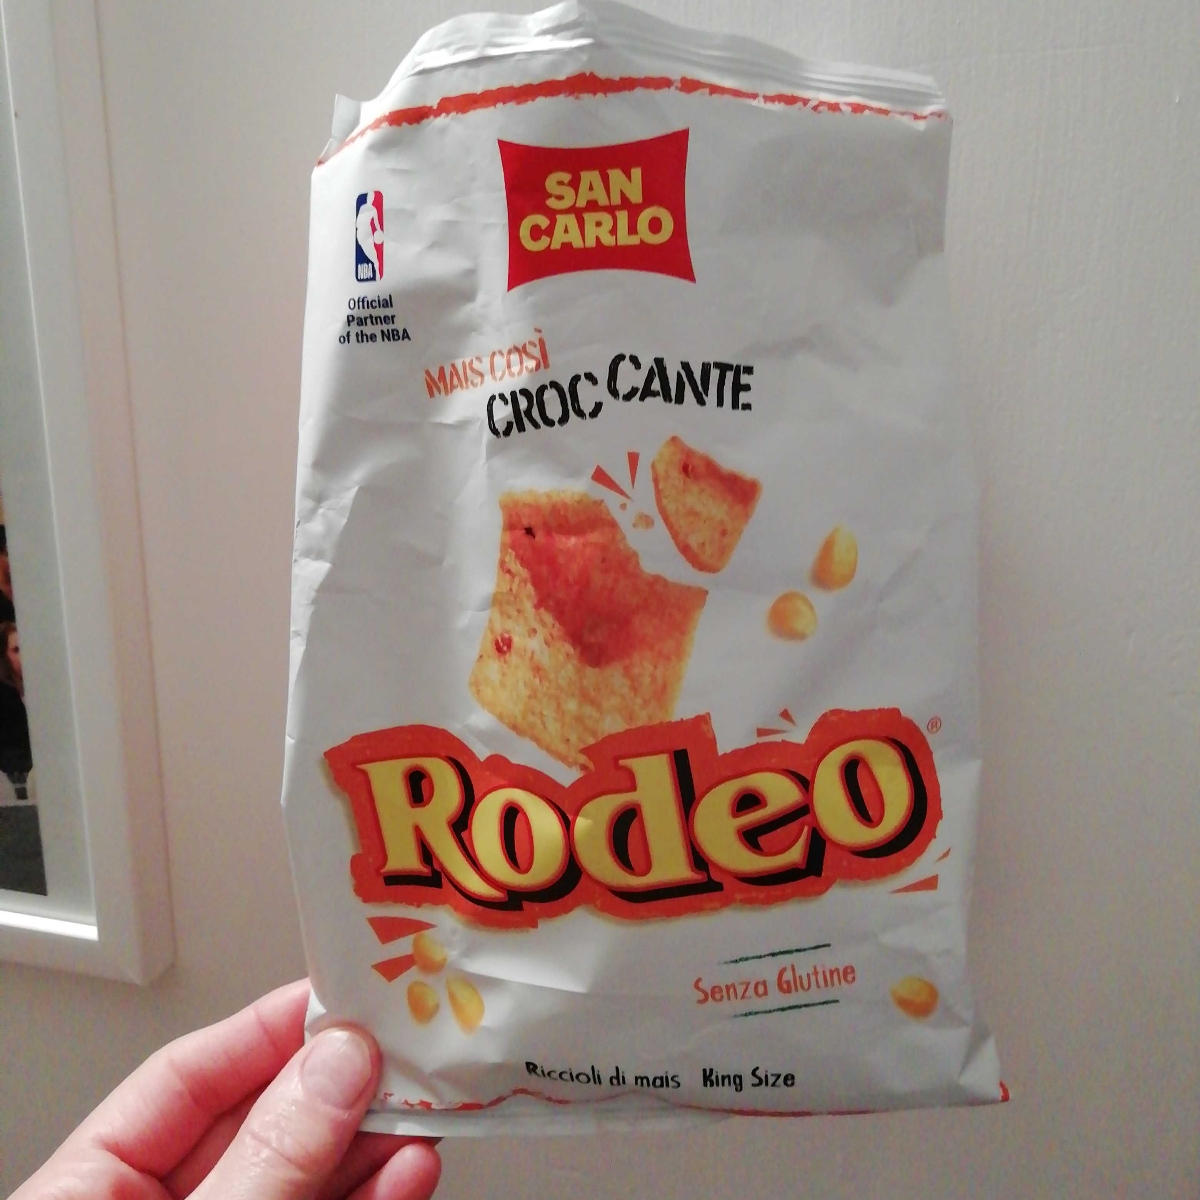 SAN
CARLO
NBA
Official
Partner
of the NBA
MAIS COSÌ
CROCCANTE
Rodeo®
Senza Glutine
Riccioli di mais King Size